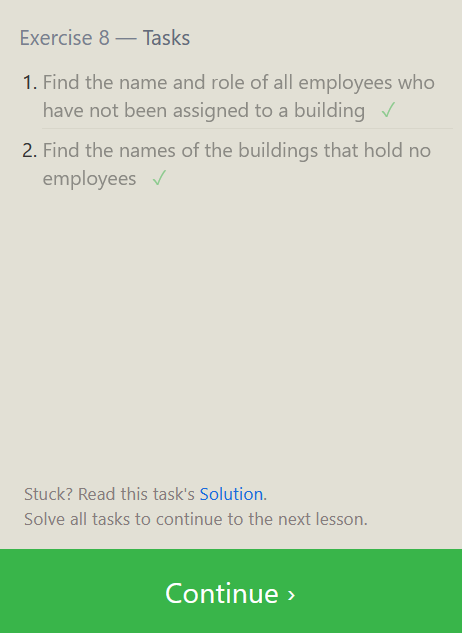 Exercise 8 — Tasks
1. Find the name and role of all employees who
have not been assigned to a building ✓
2. Find the names of the buildings that hold no
employees ✓
Stuck? Read this task's Solution.
Solve all tasks to continue to the next lesson.
Continue ›